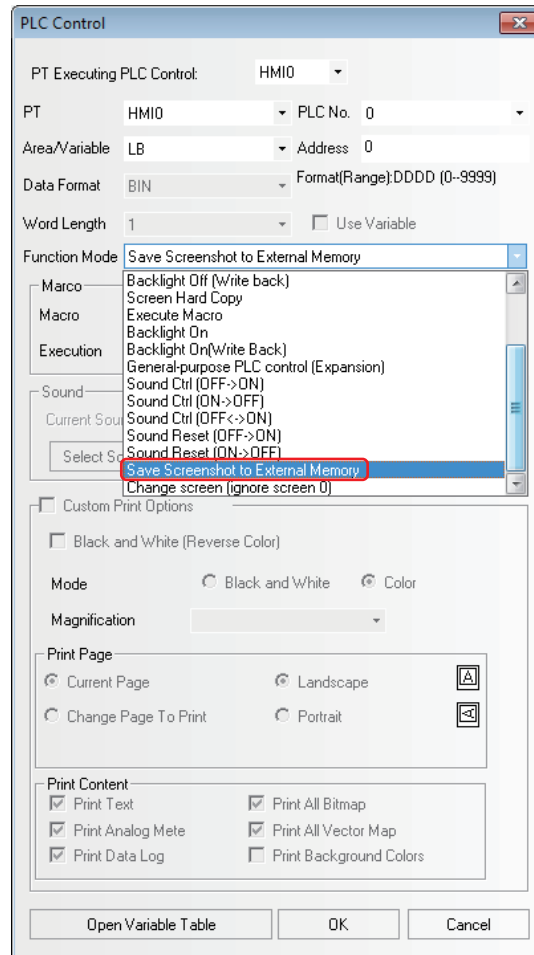 PLC Control
PT Executing PLC Control: HMI0
PT HMI0 PLC No. 0
Area/Variable LB Address 0
Data Format BIN Format(Range):DDDD (0--9999)
Word Length 1 Use Variable
Function Mode Save Screenshot to External Memory
Backlight Off (Write back)
Marco
Screen Hard Copy
Macro Execute Macro
Backlight On
Execution Backlight On(Write Back)
General-purpose PLC control (Expansion)
Sound Ctrl (OFF->ON)
Sound Sound Ctrl (ON->OFF)
Current Sou Sound Ctrl (OFF<->ON)
Sound Reset (OFF->ON)
Select So Sound Reset (ON->OFF)
Save Screenshot to External Memory
Change screen (ignore screen 0)
Custom Print Options
Black and White (Reverse Color)
Mode Black and White Color
Magnification
Print Page
Current Page Landscape A
Change Page To Print Portrait A
Print Content
Print Text Print All Bitmap
Print Analog Mete Print All Vector Map
Print Data Log Print Background Colors
Open Variable Table OK Cancel